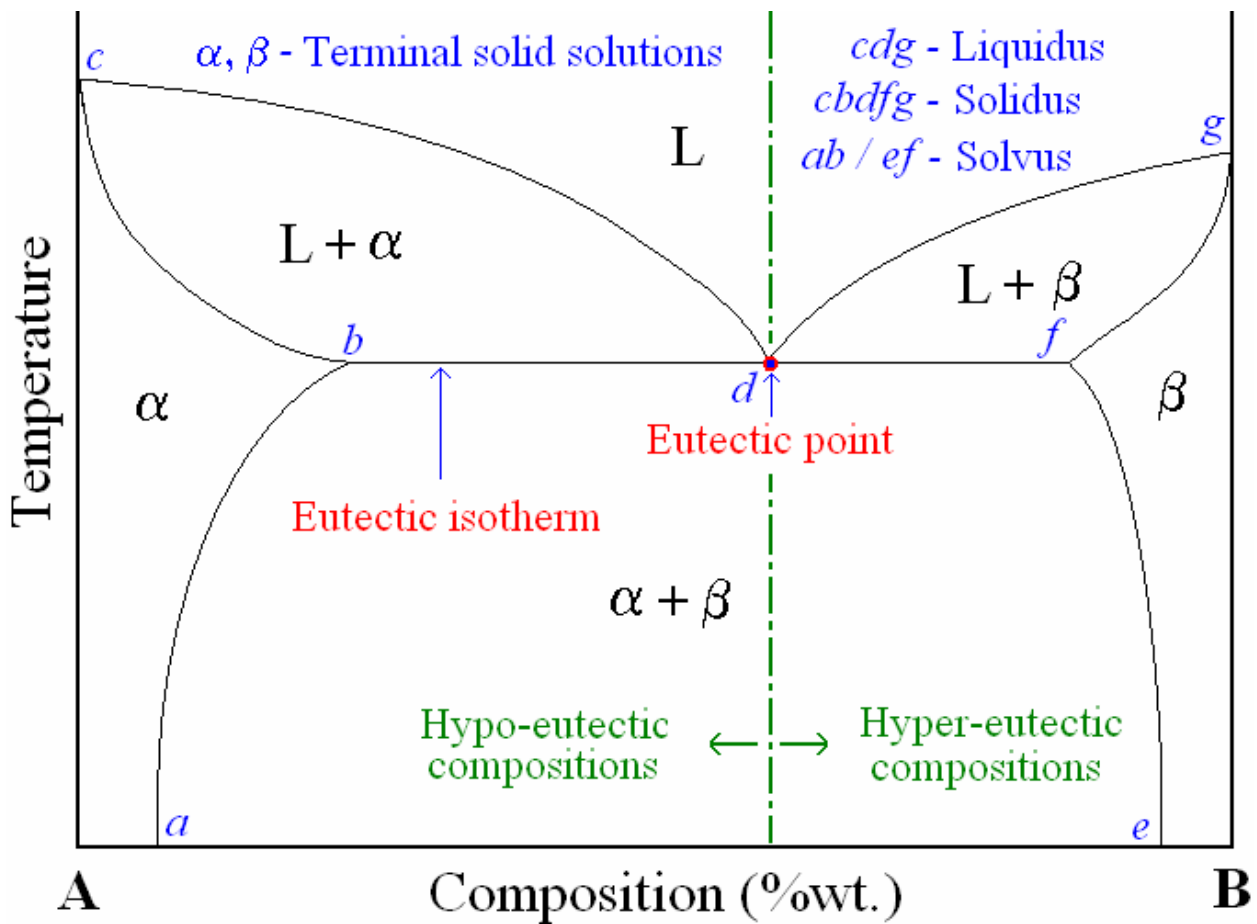 c
α, β - Terminal solid solutions
cdg - Liquidus
cbdfg - Solidus
ab / ef - Solvus
g
L
L + α
L + β
b
f
d
α
β
Eutectic point
Eutectic isotherm
α + β
Hypo-eutectic
compositions
Hyper-eutectic
compositions
a
e
Temperature
A
Composition (%wt.)
B